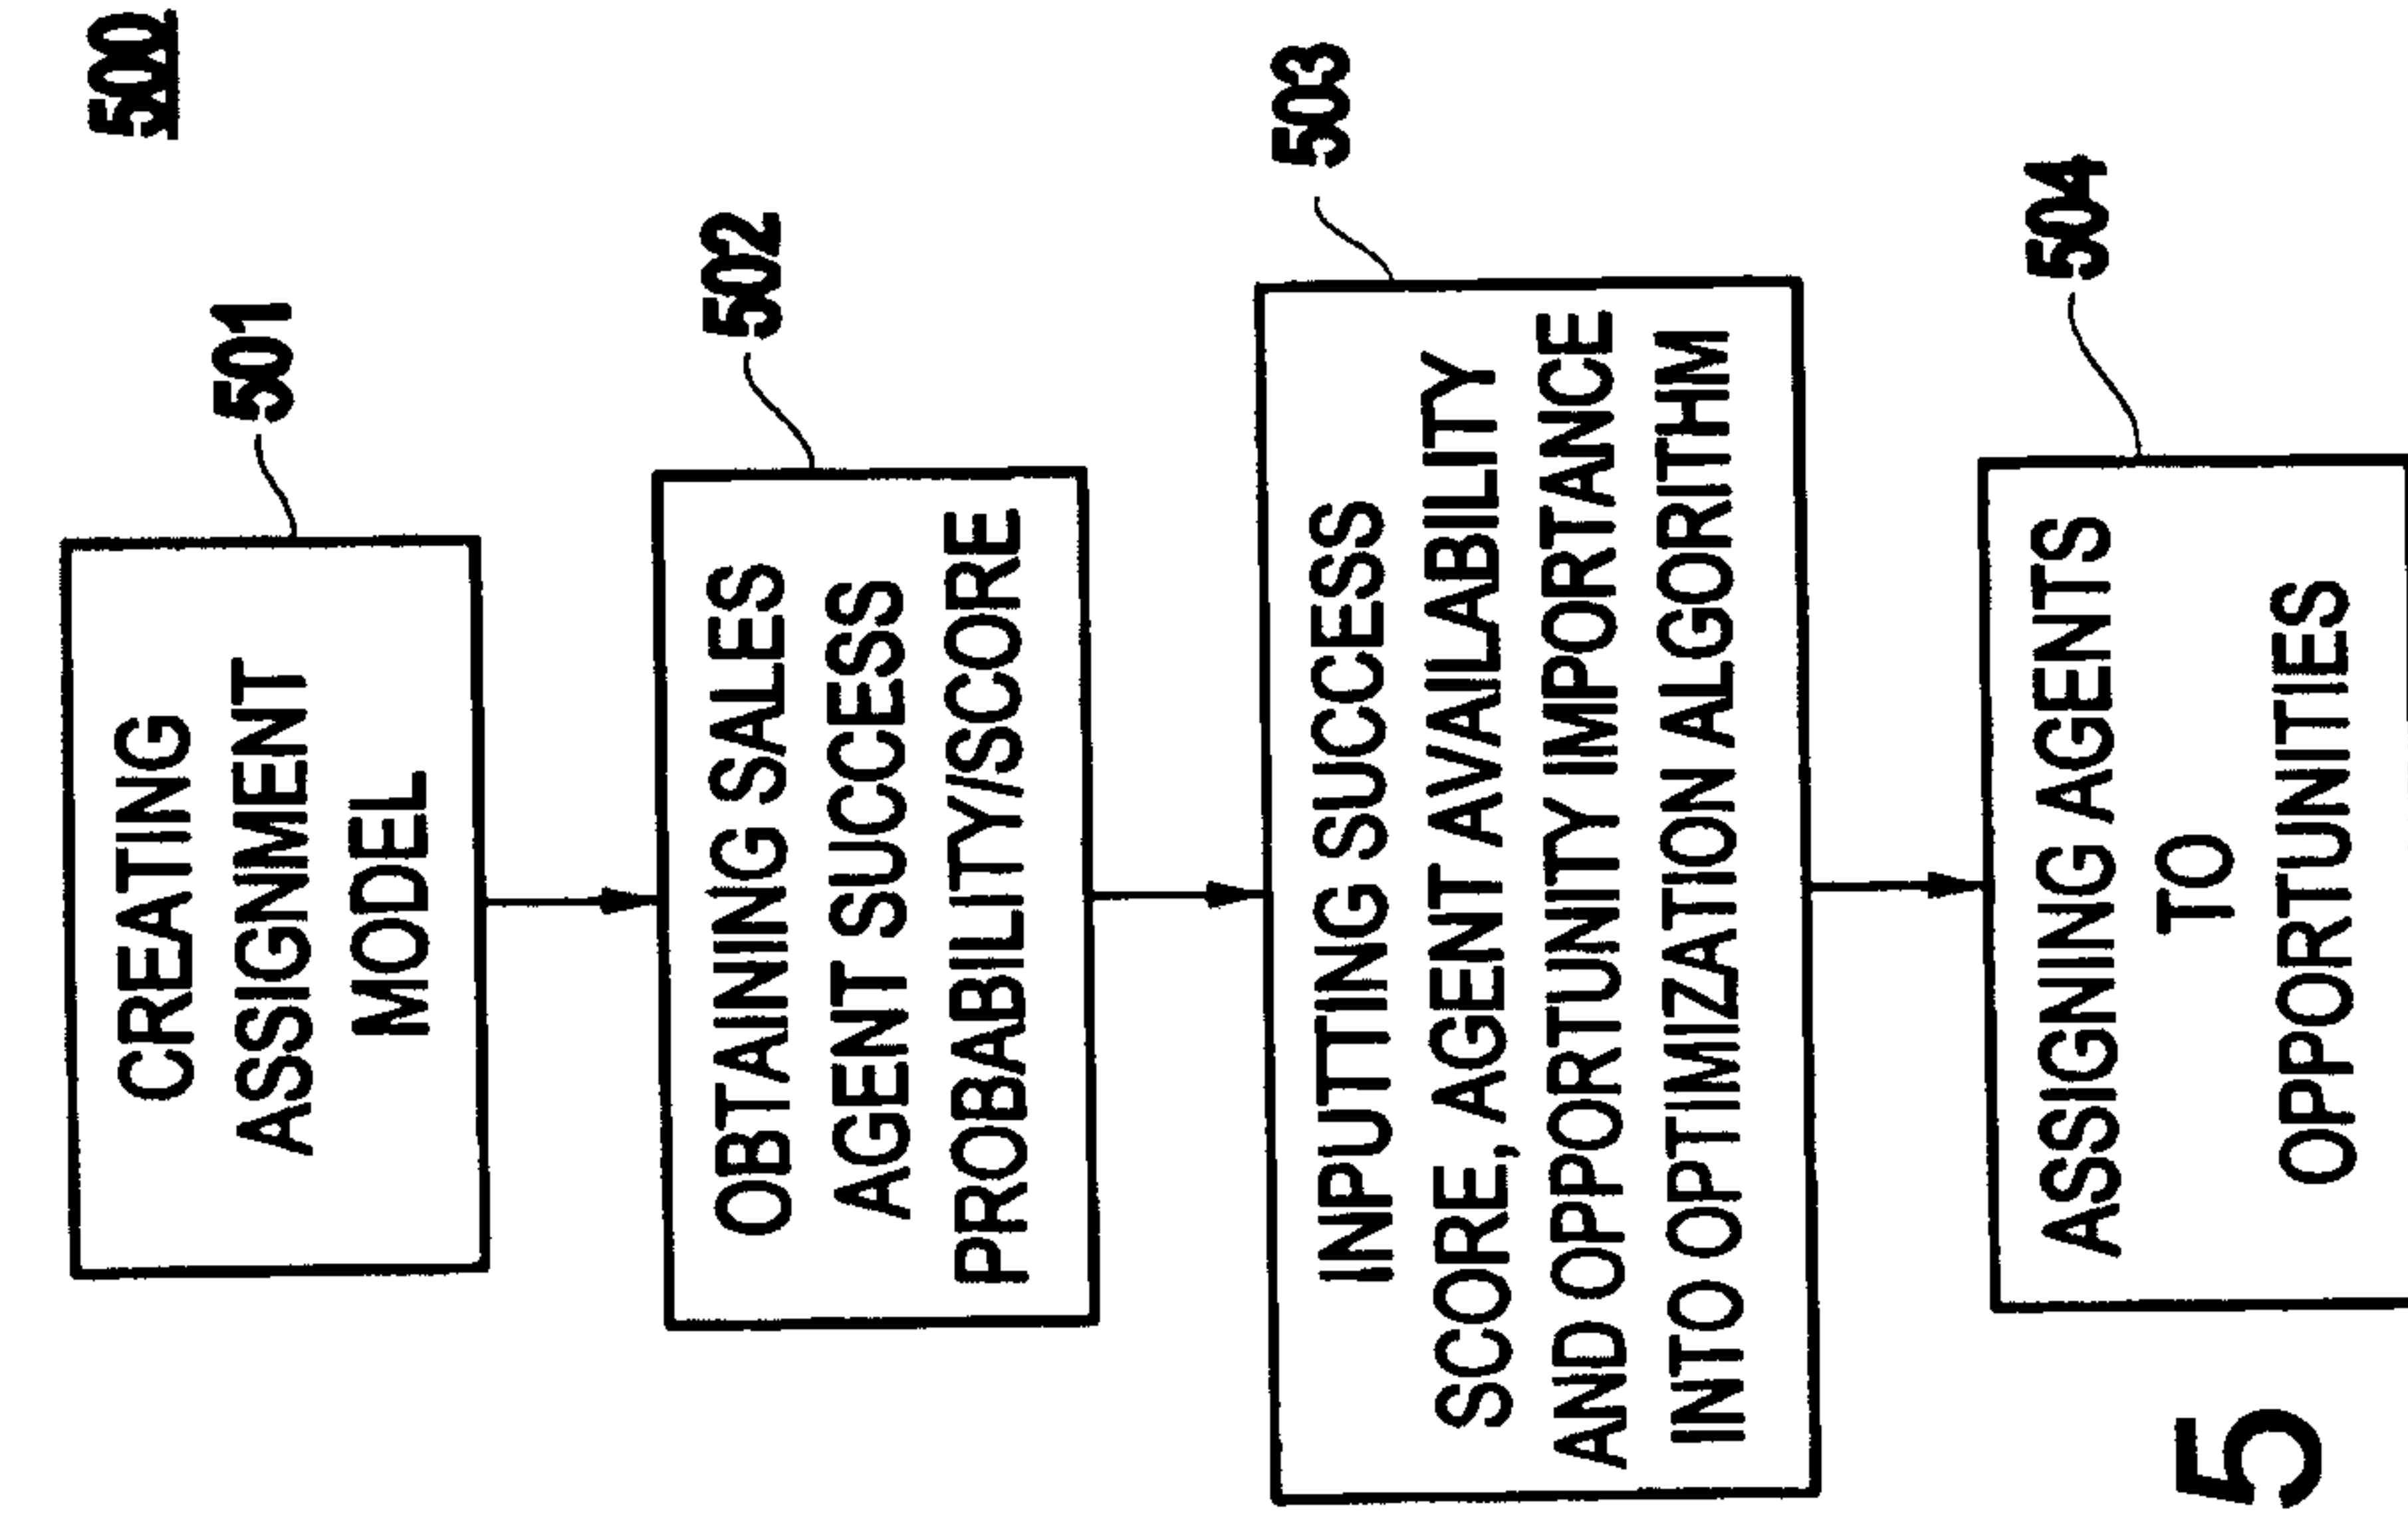 500
501
CREATING
ASSIGNMENT
MODEL
502
OBTAINING SALES
AGENT SUCCESS
PROBABILITY/SCORE
503
INPUTTING SUCCESS
SCORE, AGENT AVAILABILITY
AND OPPORTUNITY IMPORTANCE
INTO OPTIMIZATION ALGORITHM
504
ASSIGNING AGENTS
TO
OPPORTUNITIES
5